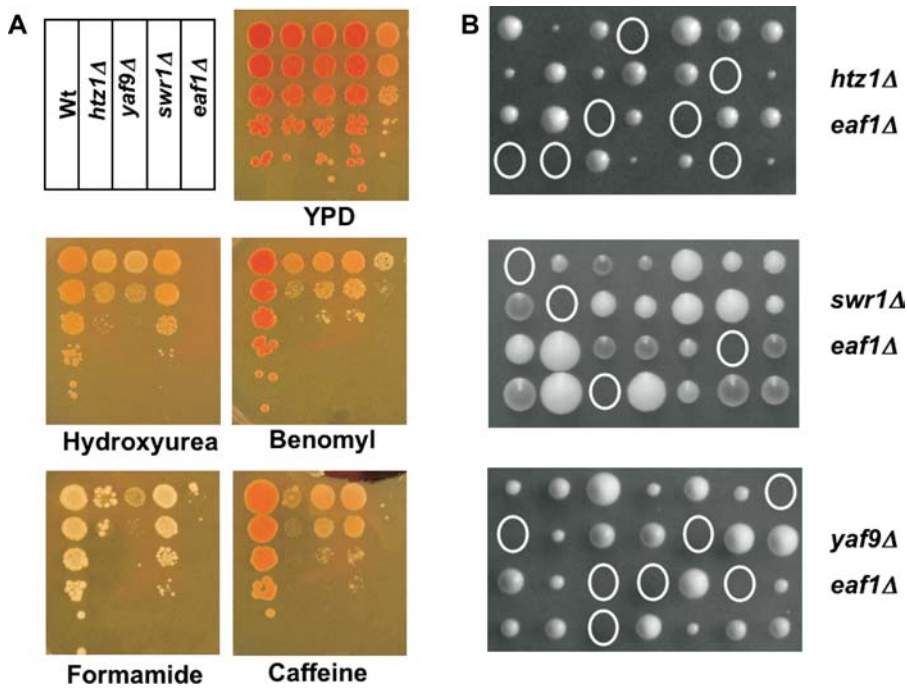 A
Wt
htz1Δ
yaf9Δ
swr1Δ
eaf1Δ
YPD
Hydroxyurea
Benomyl
Formamide
Caffeine
B
htz1Δ
eaf1Δ
swr1Δ
eaf1Δ
yaf9Δ
eaf1Δ